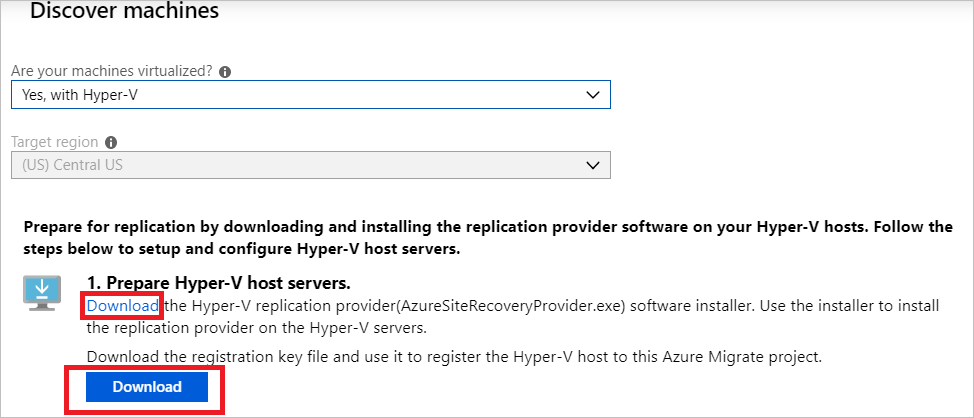 Discover machines
Are your machines virtualized?
Yes, with Hyper-V
Target region
(US) Central US
Prepare for replication by downloading and installing the replication provider software on your Hyper-V hosts. Follow the
steps below to setup and configure Hyper-V host servers.
1. Prepare Hyper-V host servers.
Download the Hyper-V replication provider(AzureSiteRecoveryProvider.exe) software installer. Use the installer to install
the replication provider on the Hyper-V servers.
Download the registration key file and use it to register the Hyper-V host to this Azure Migrate project.
Download